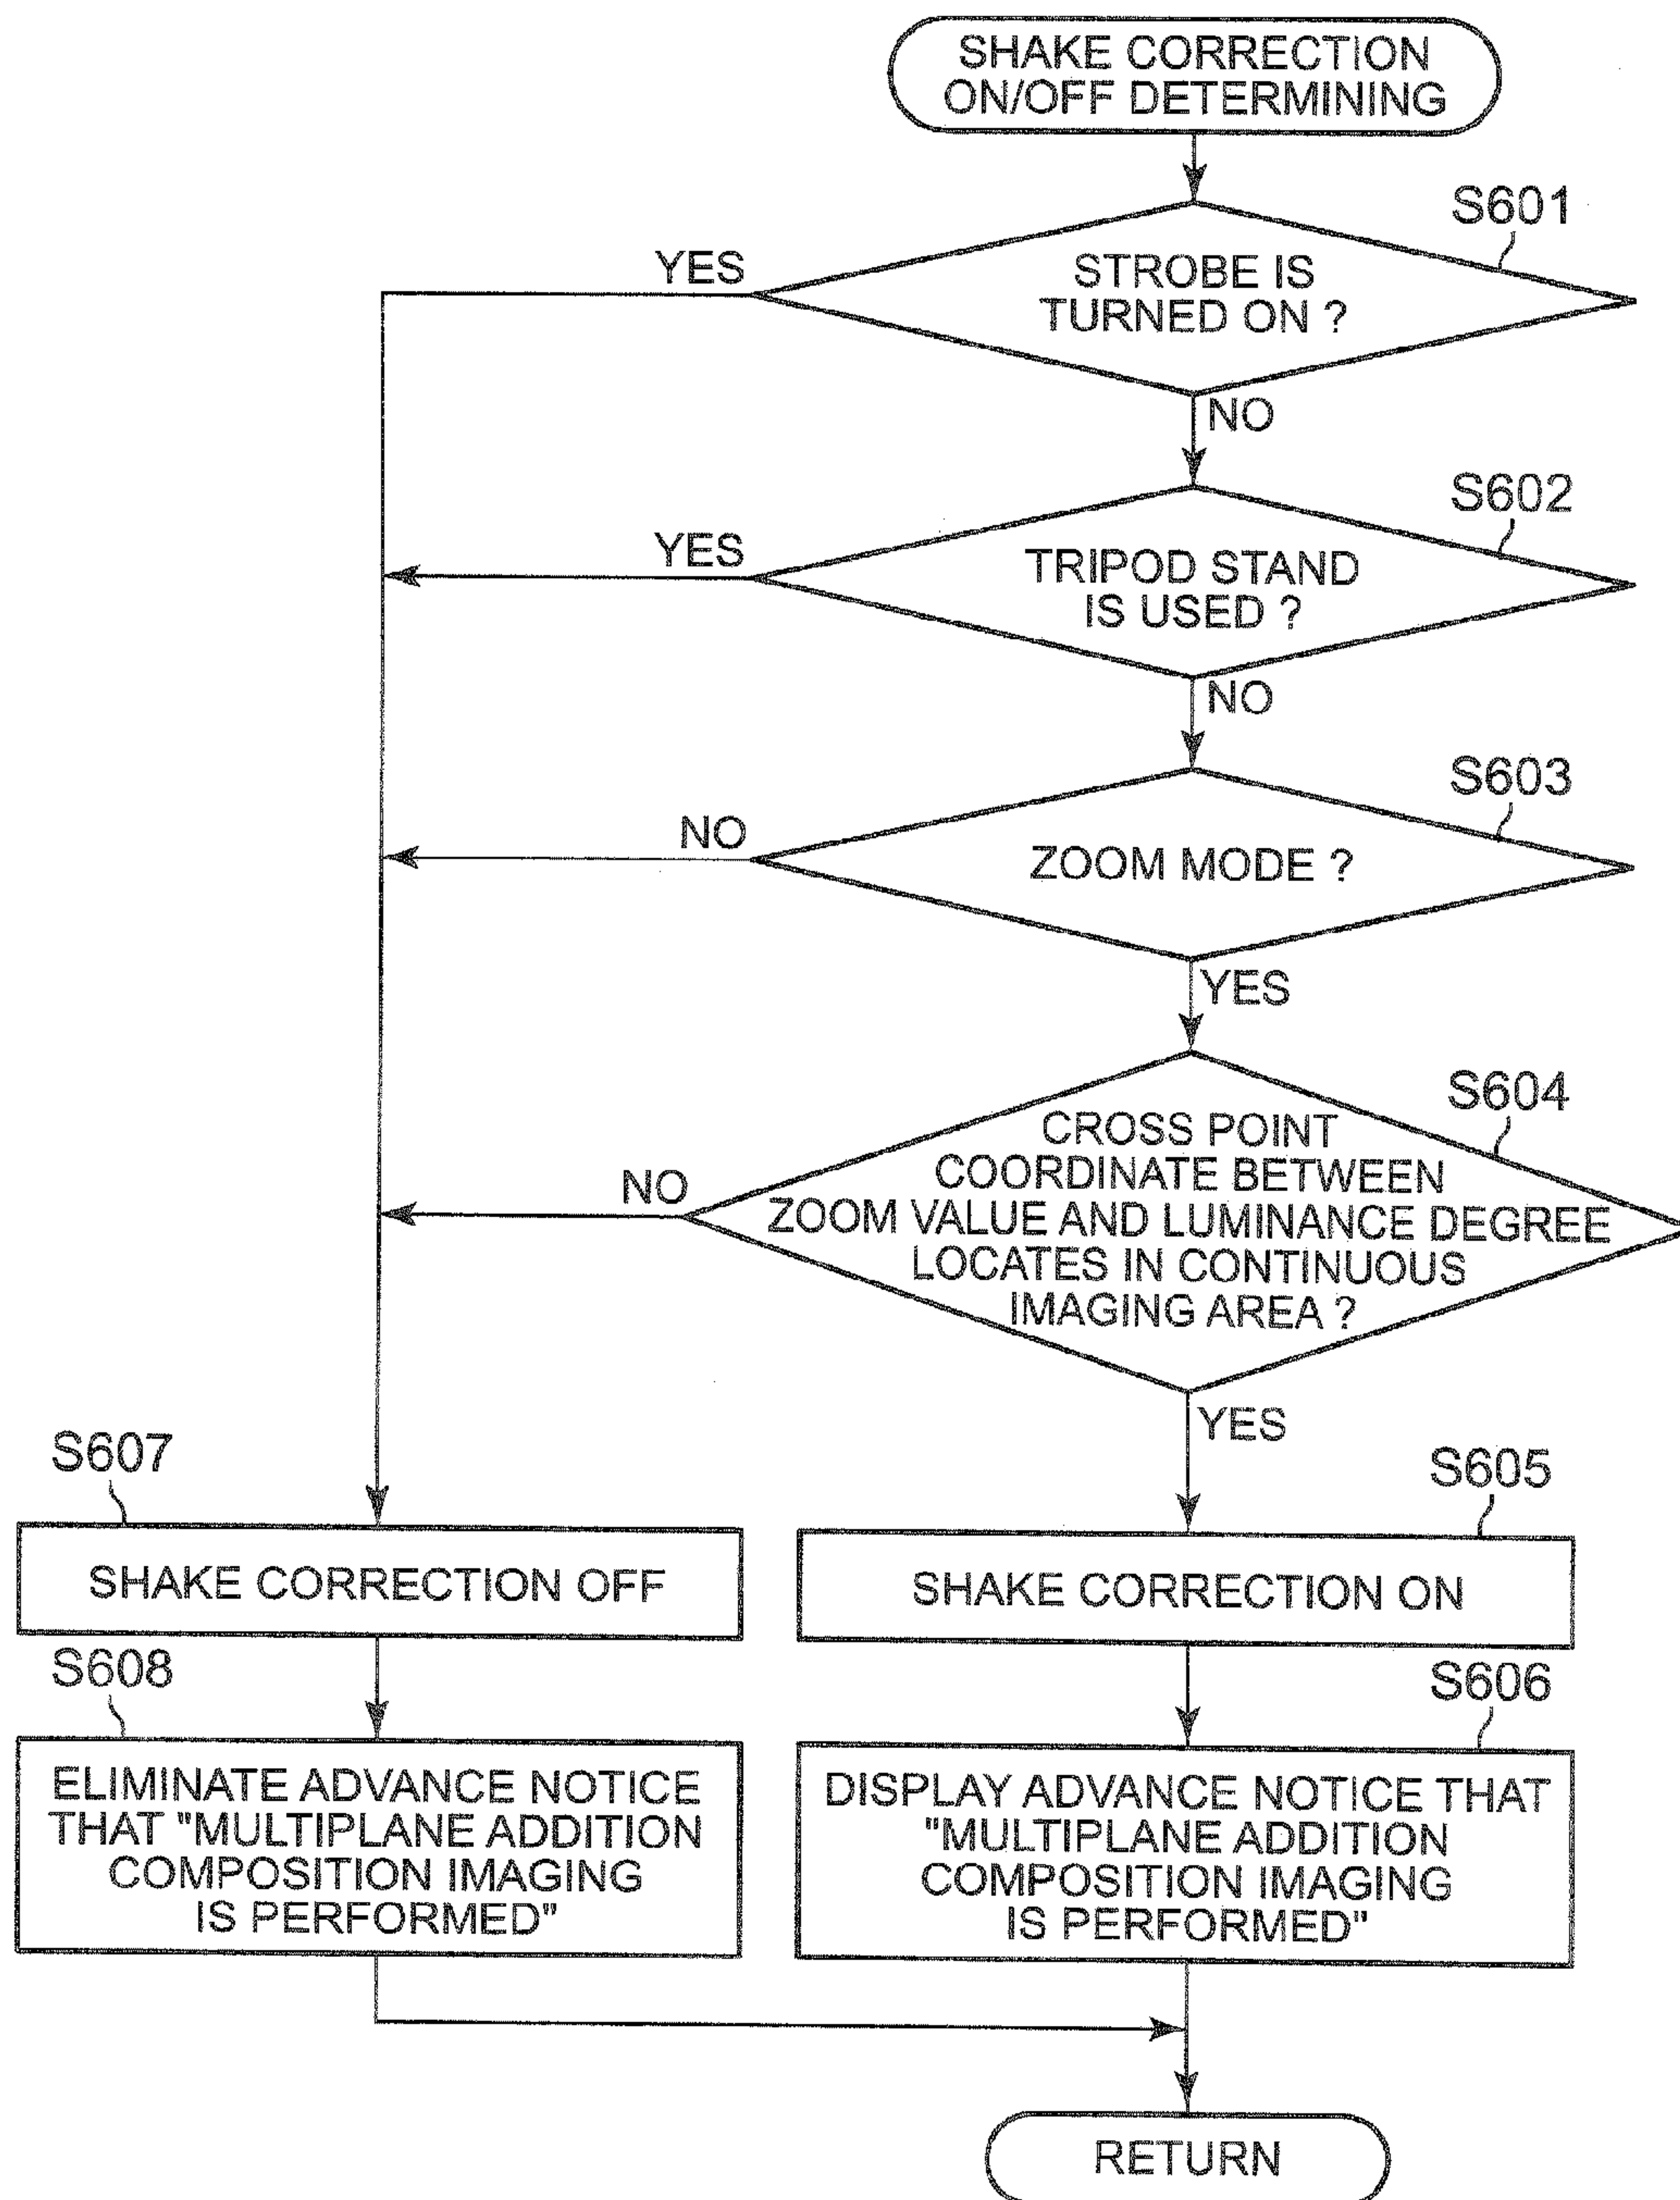 SHAKE CORRECTION
ON/OFF DETERMINING
S601
YES
STROBE IS
TURNED ON ?
NO
S602
YES
TRIPOD STAND
IS USED ?
NO
S603
NO
ZOOM MODE ?
YES
S604
CROSS POINT
COORDINATE BETWEEN
NO
ZOOM VALUE AND LUMINANCE DEGREE
LOCATES IN CONTINUOUS
IMAGING AREA ?
YES
S607
S605
SHAKE CORRECTION OFF
SHAKE CORRECTION ON
S608
S606
ELIMINATE ADVANCE NOTICE
THAT "MULTIPLANE ADDITION
COMPOSITION IMAGING
IS PERFORMED"
DISPLAY ADVANCE NOTICE THAT
"MULTIPLANE ADDITION
COMPOSITION IMAGING
IS PERFORMED"
RETURN